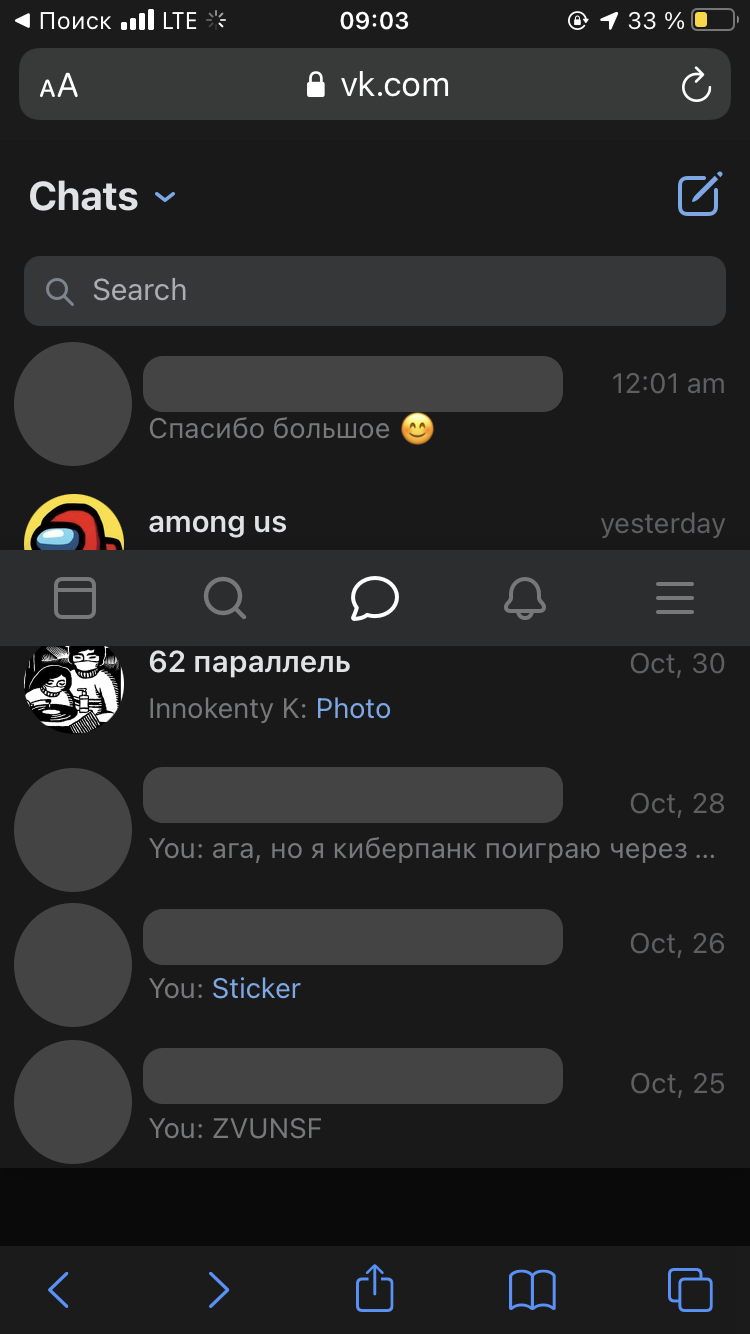 Поиск LTE 09:03 33 %
AA vk.com
Chats
Search
12:01 am
Спасибо большое 😊
among us yesterday
62 параллель Oct, 30
Innokenty K: Photo
Oct, 28
You: ага, но я киберпанк поиграю через ...
Oct, 26
You: Sticker
Oct, 25
You: ZVUNSF